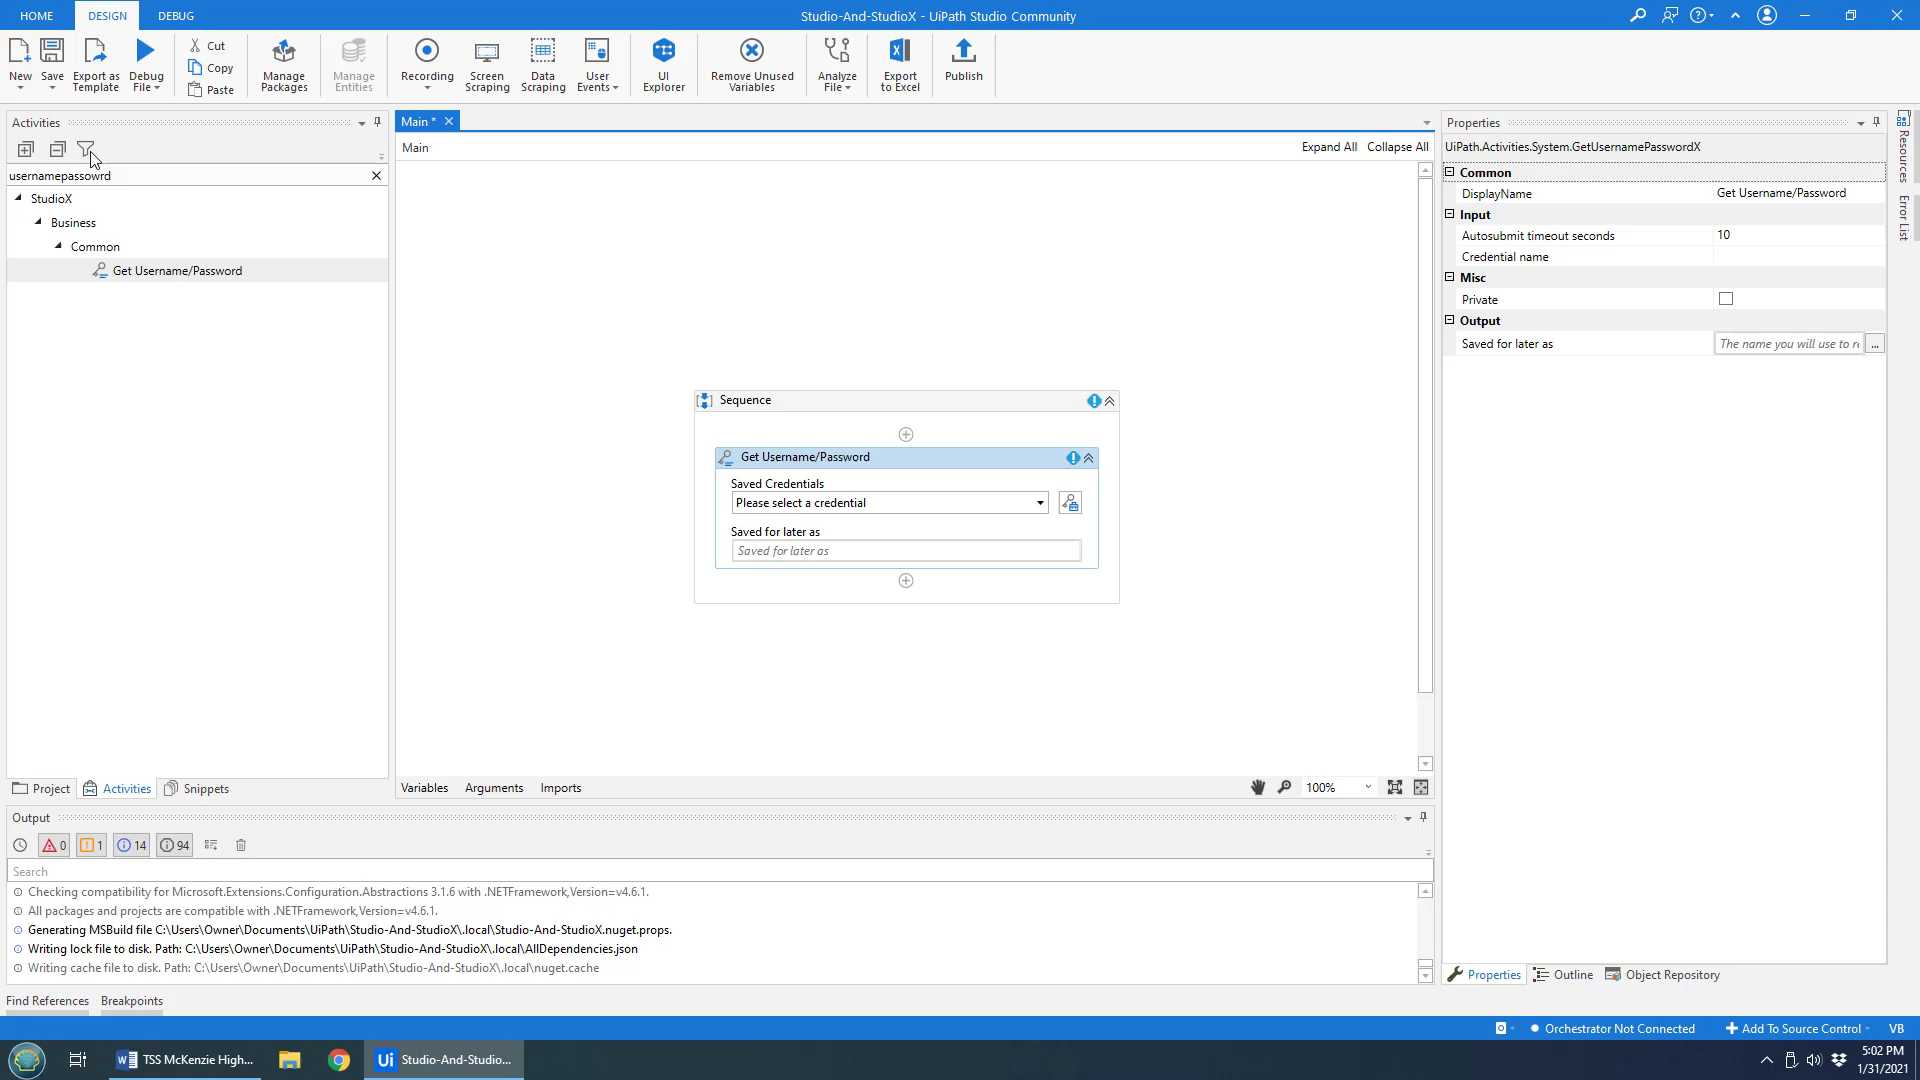 HOME DESIGN DEBUG
Studio-And-StudioX - UiPath Studio Community
New
Save
Export as Template
Debug File
Cut
Copy
Paste
Manage Packages
Manage Entities
Recording
Screen Scraping
Data Scraping
User Events
UI Explorer
Remove Unused Variables
Analyze File
Export to Excel
Publish
Activities
usernamepassowrd
StudioX
Business
Common
Get Username/Password
Project
Activities
Snippets
Main *
Main
Expand All
Collapse All
Sequence
Get Username/Password
Saved Credentials
Please select a credential
Saved for later as
Saved for later as
Variables
Arguments
Imports
100%
Properties
UiPath.Activities.System.GetUsernamePasswordX
Common
DisplayName Get Username/Password
Input
Autosubmit timeout seconds 10
Credential name
Misc
Private
Output
Saved for later as The name you will use to r ...
Properties
Outline
Object Repository
Resources
Error List
Output
0
1
14
94
Search
Checking compatibility for Microsoft.Extensions.Configuration.Abstractions 3.1.6 with .NETFramework,Version=v4.6.1.
All packages and projects are compatible with .NETFramework,Version=v4.6.1.
Generating MSBuild file C:\Users\Owner\Documents\UiPath\Studio-And-StudioX\.local\Studio-And-StudioX.nuget.props.
Writing lock file to disk. Path: C:\Users\Owner\Documents\UiPath\Studio-And-StudioX\.local\AllDependencies.json
Writing cache file to disk. Path: C:\Users\Owner\Documents\UiPath\Studio-And-StudioX\.local\nuget.cache
Find References
Breakpoints
Orchestrator Not Connected
Add To Source Control
VB
TSS McKenzie High...
Ui Studio-And-Studio...
5:02 PM
1/31/2021